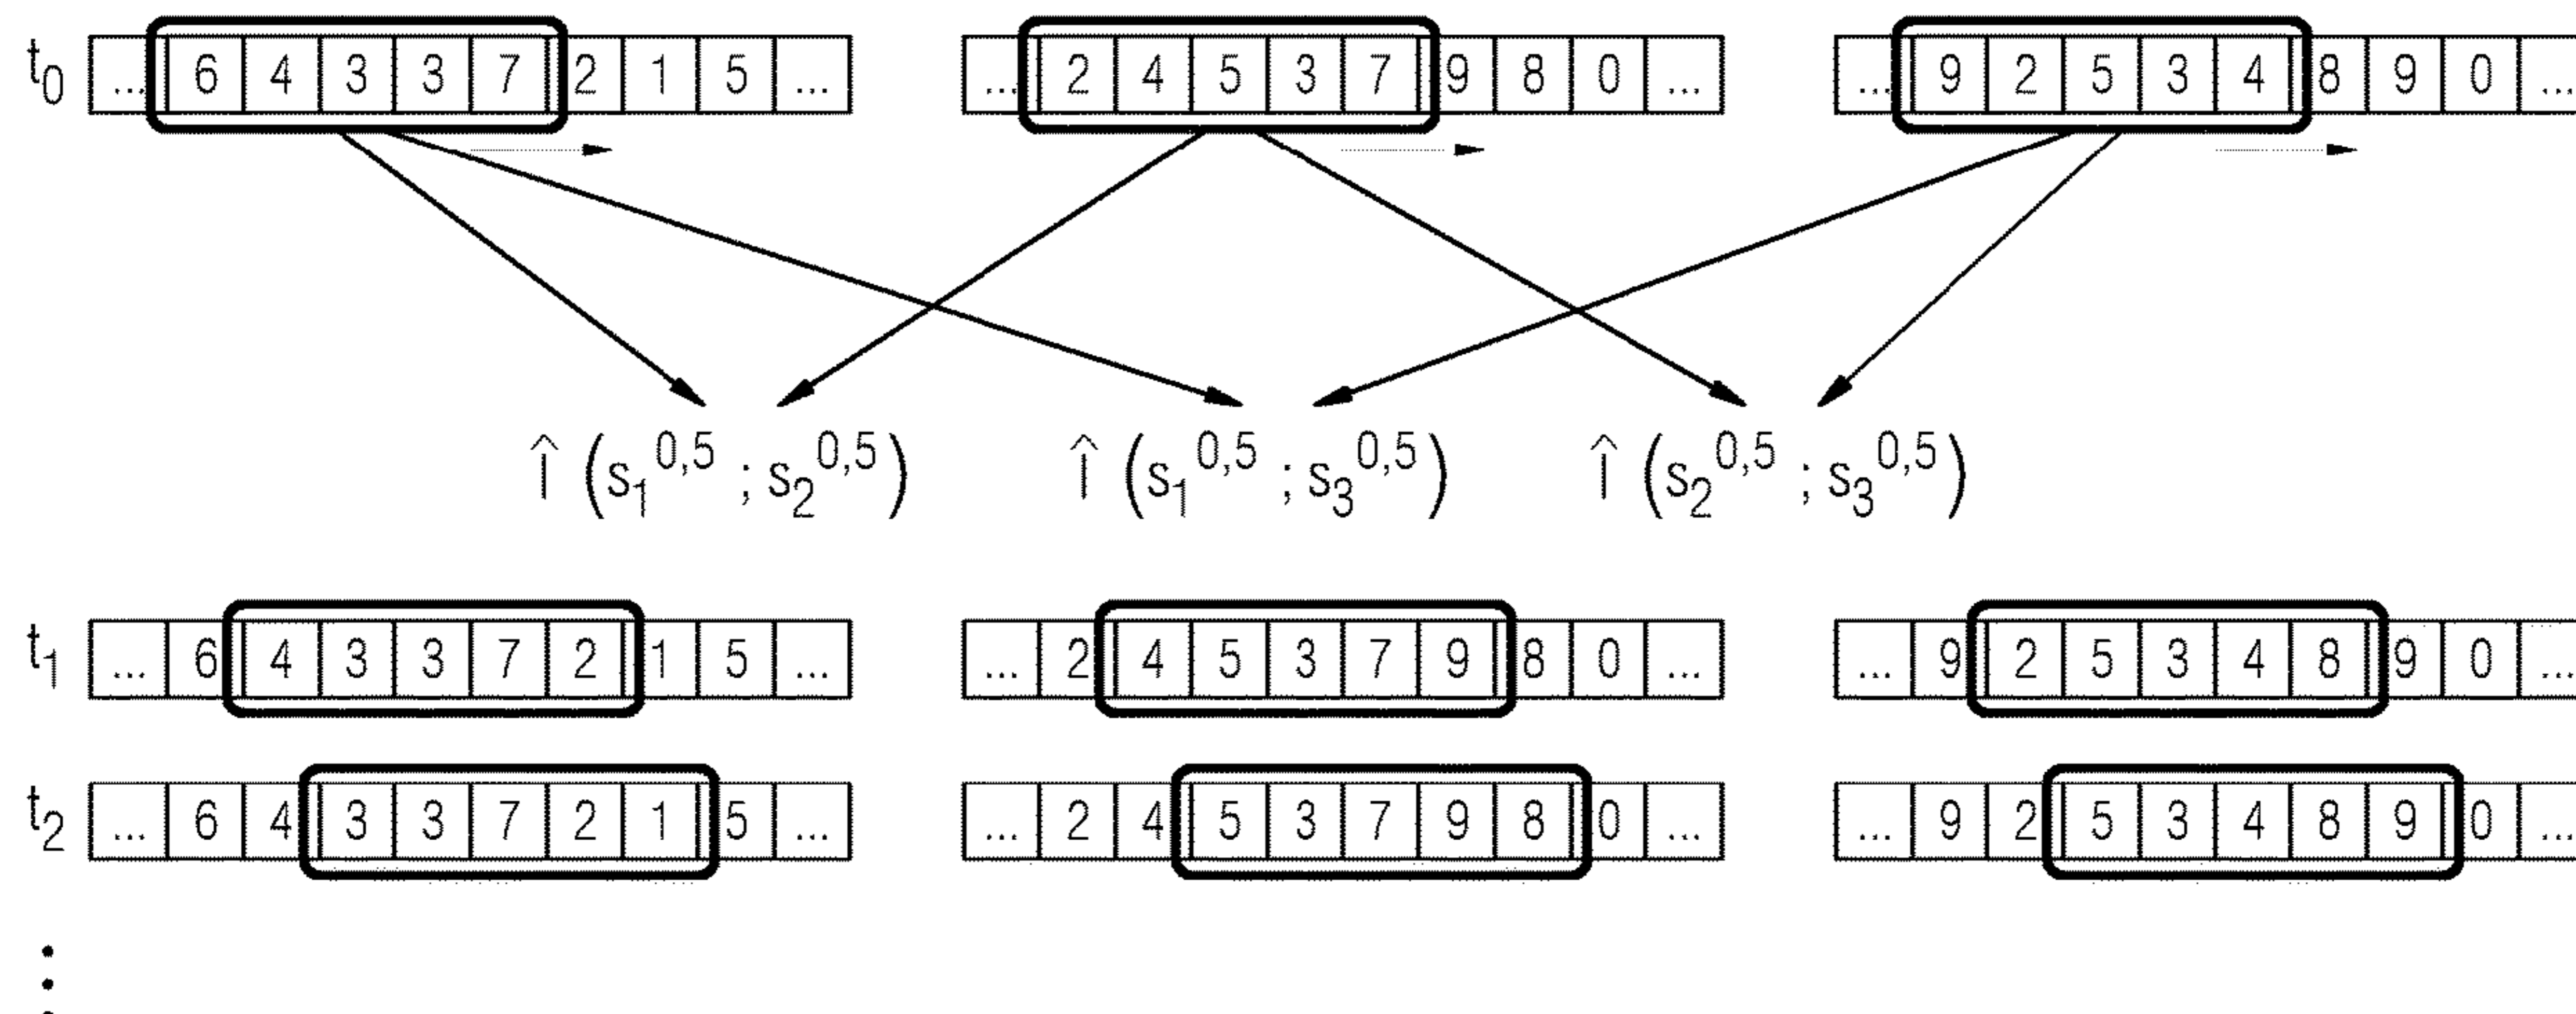 t0 ... 6 4 3 3 7 2 1 5 ... ... 2 4 5 3 7 9 8 0 ... ... 9 2 5 3 4 8 9 0 ...
Î (s1^0,5 ; s2^0,5) Î (s1^0,5 ; s3^0,5) Î (s2^0,5 ; s3^0,5)
t1 ... 6 4 3 3 7 2 1 5 ... ... 2 4 5 3 7 9 8 0 ... ... 9 2 5 3 4 8 9 0 ...
t2 ... 6 4 3 3 7 2 1 5 ... ... 2 4 5 3 7 9 8 0 ... ... 9 2 5 3 4 8 9 0 ...